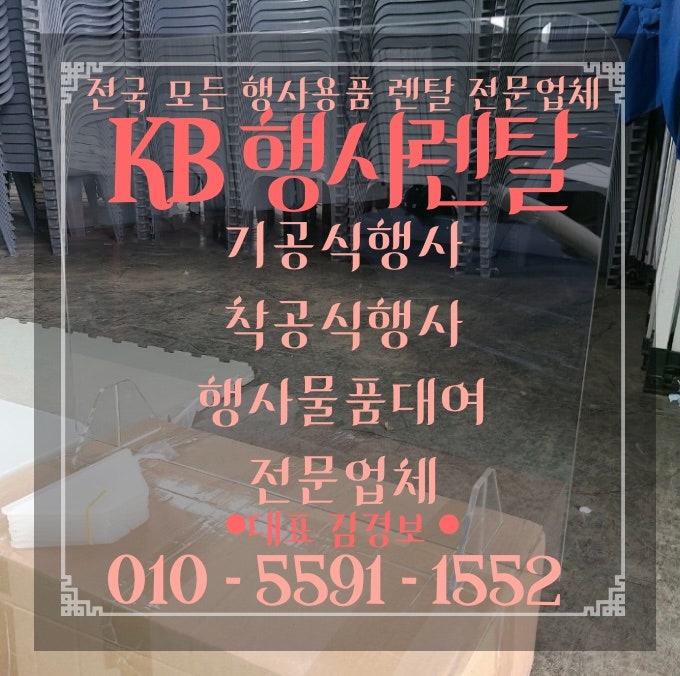 전국 모든 행사용품 렌탈 전문업체
KB 행사렌탈
기공식행사
착공식행사
행사물품대여
전문업체
•대표 김경보 •
010 - 5591 - 1552